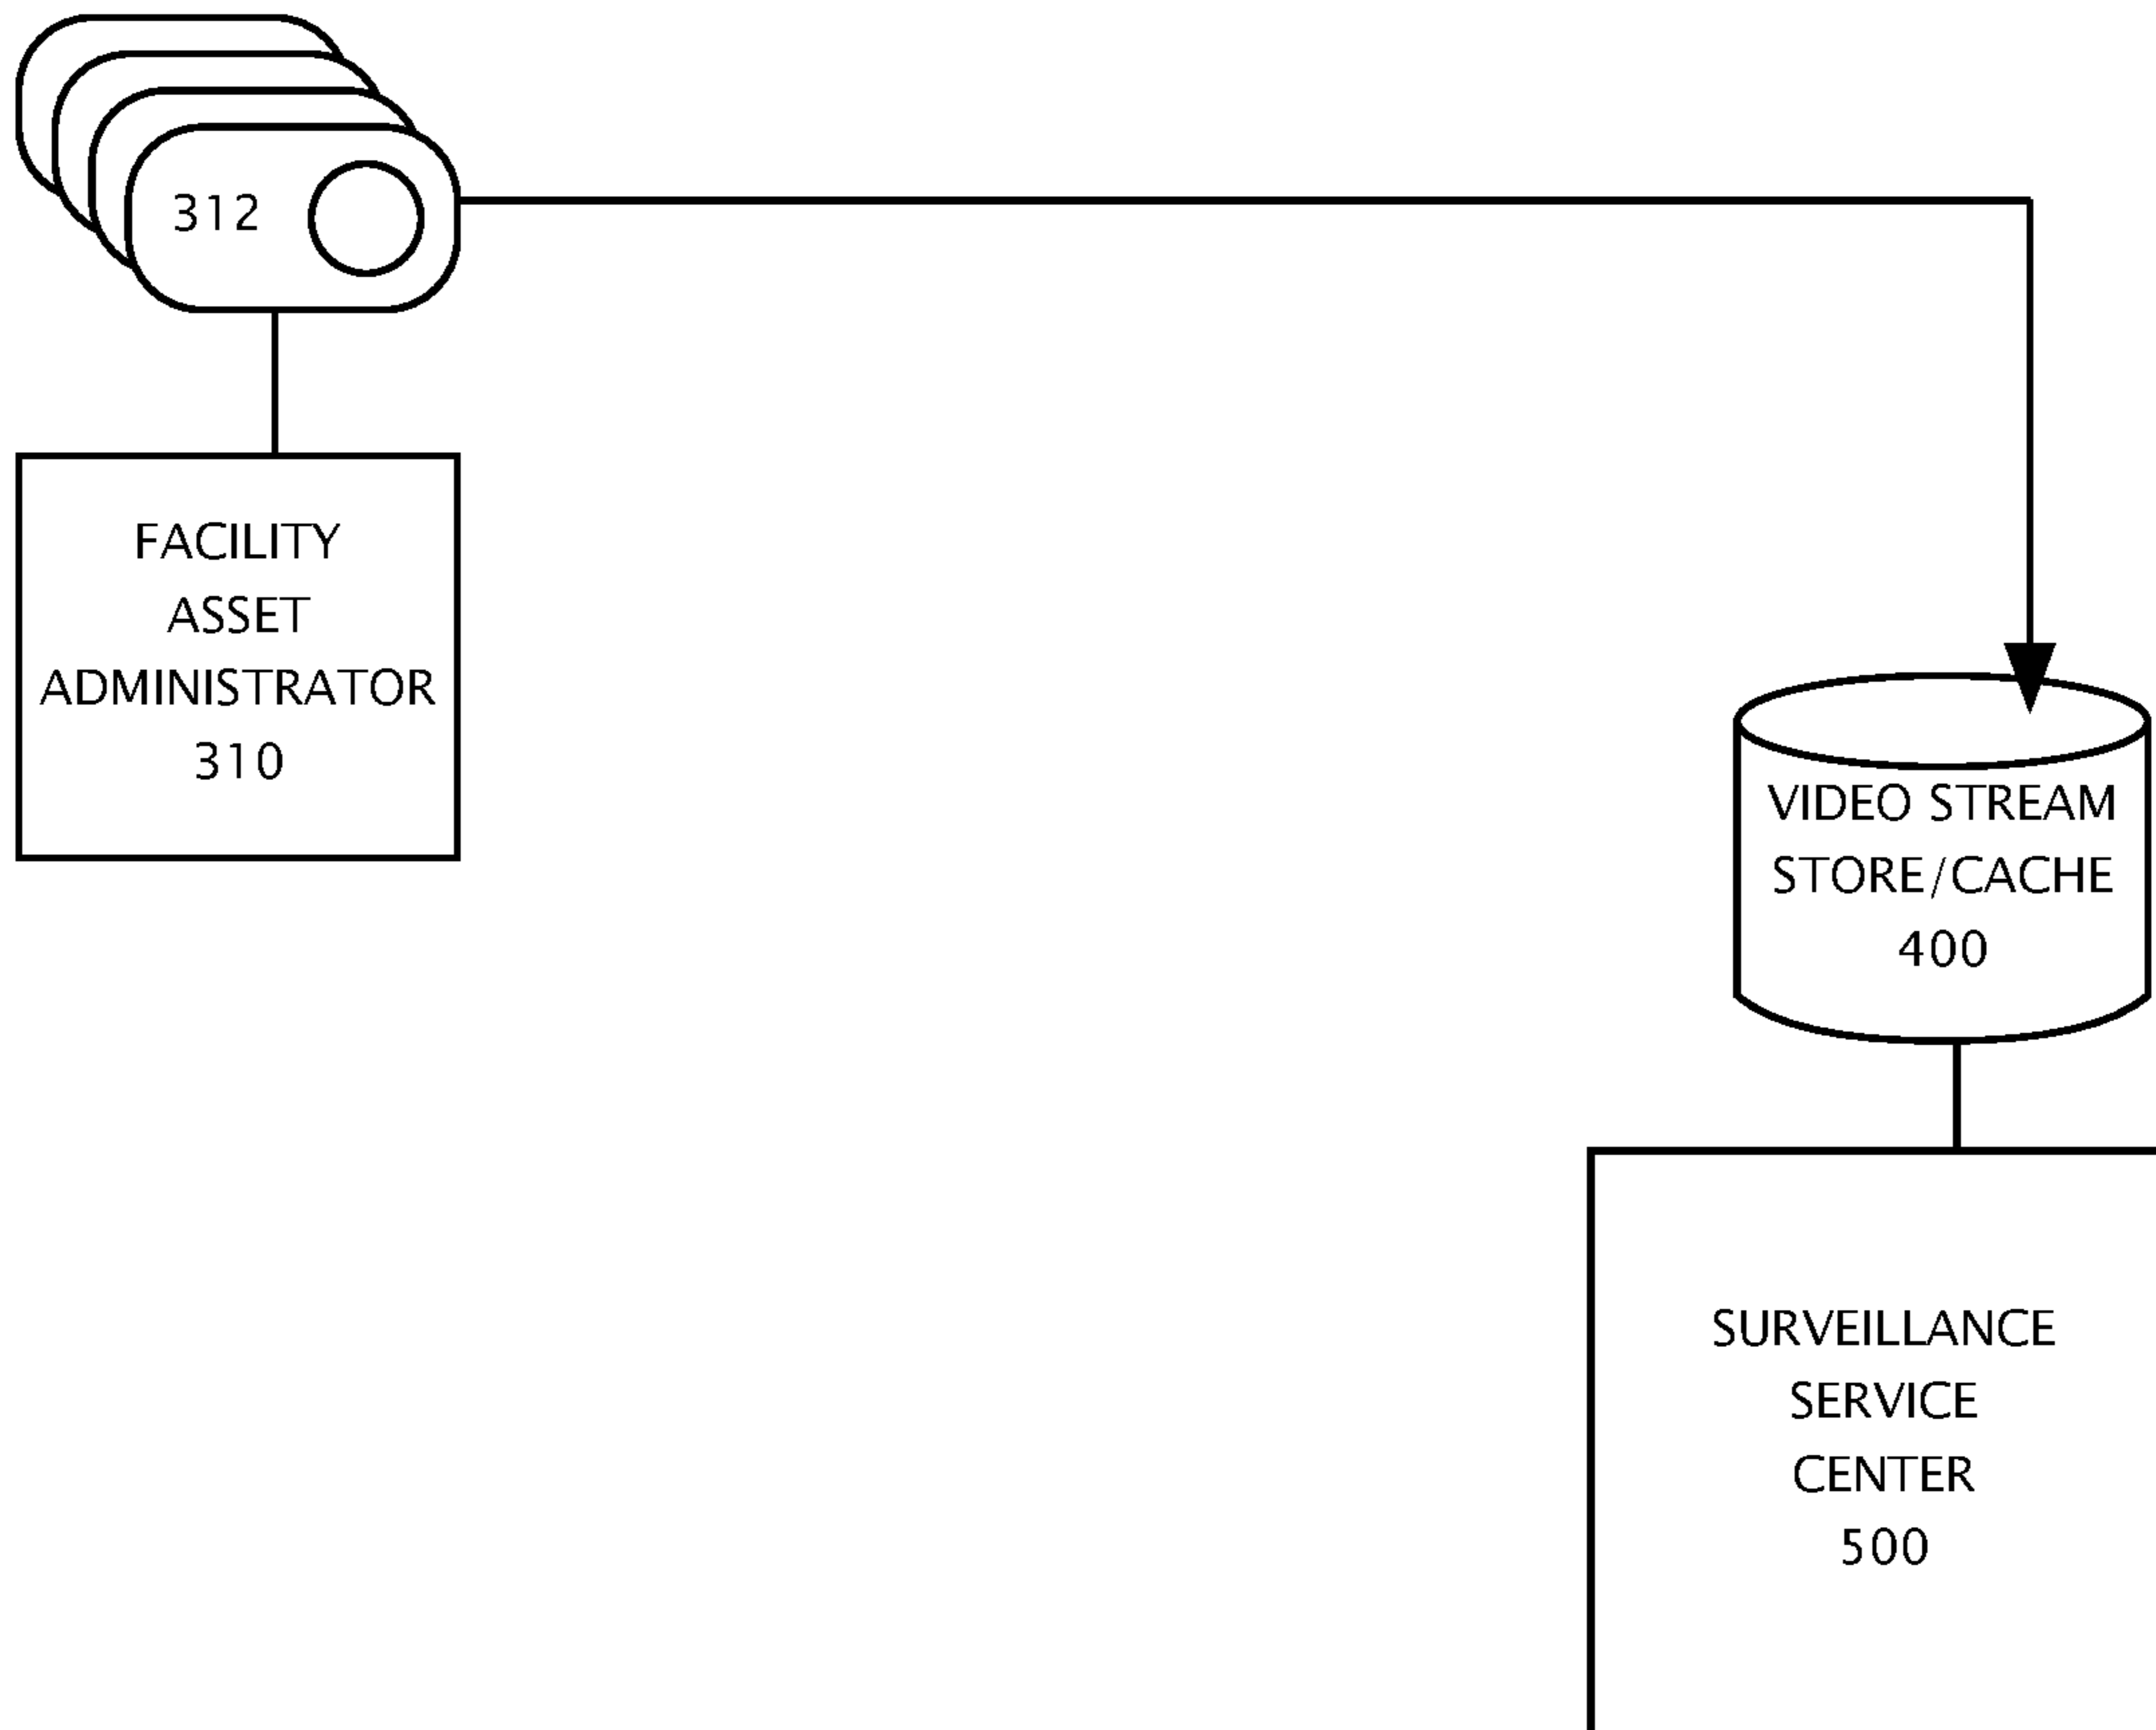 312
FACILITY
ASSET
ADMINISTRATOR
310
VIDEO STREAM
STORE/CACHE
400
SURVEILLANCE
SERVICE
CENTER
500